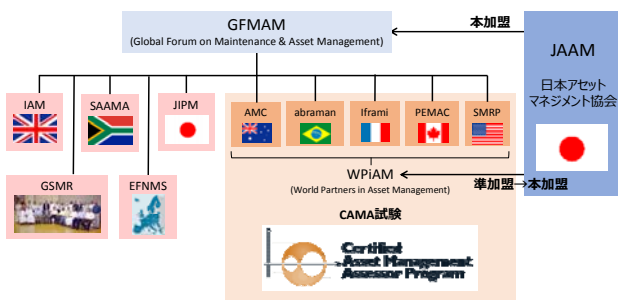 GFMAM
(Global Forum on Maintenance & Asset Management)
本加盟
JAAM
日本アセット
マネジメント協会
IAM
SAAMA
JIPM
AMC
abraman
Iframi
PEMAC
SMRP
GSMR
EFNMS
WPiAM
(World Partners in Asset Management)
準加盟→本加盟
CAMA試験
Certified
Asset Management
Assessor Program